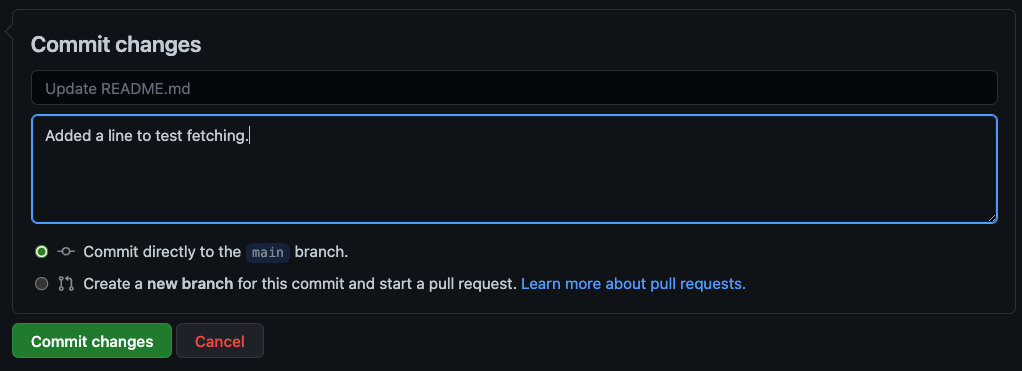 Commit changes
Update README.md
Added a line to test fetching.
Commit directly to the main branch.
Create a new branch for this commit and start a pull request. Learn more about pull requests.
Commit changes Cancel